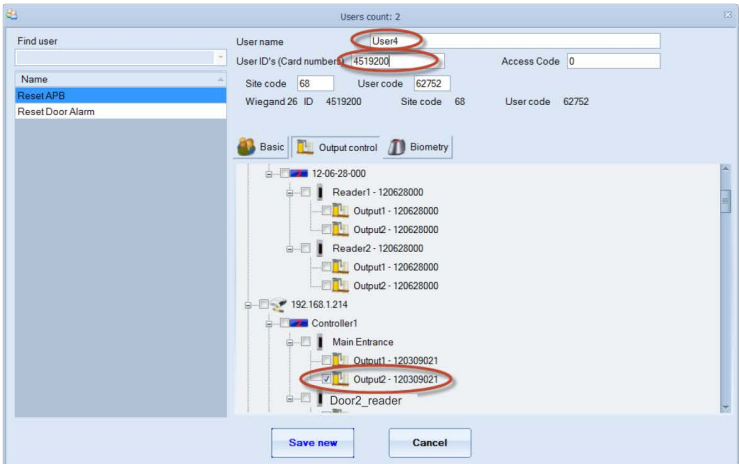 Users count: 2
Find user
Name
Reset APB
Reset Door Alarm
User name User4
User ID's (Card numbers) 4519200 Access Code 0
Site code 68 User code 62752
Wiegand 26 ID 4519200 Site code 68 User code 62752
Basic Output control Biometry
12-06-28-000
Reader1 - 120628000
Output1 - 120628000
Output2 - 120628000
Reader2 - 120628000
Output1 - 120628000
Output2 - 120628000
192.168.1.214
Controller1
Main Entrance
Output1 - 120309021
Output2 - 120309021
Door2_reader
Save new Cancel